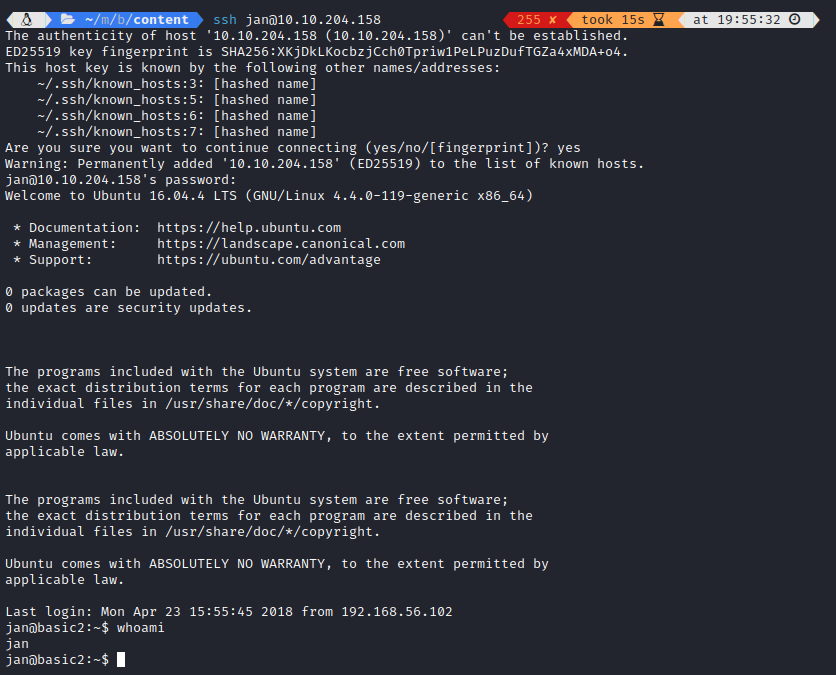 ~/m/b/content ssh jan@10.10.204.158 255 ✘ took 15s at 19:55:32
The authenticity of host '10.10.204.158 (10.10.204.158)' can't be established.
ED25519 key fingerprint is SHA256:XKjDkLKocbzjCch0Tpriw1PeLPuzDufTGZa4xMDA+o4.
This host key is known by the following other names/addresses:
    ~/.ssh/known_hosts:3: [hashed name]
    ~/.ssh/known_hosts:5: [hashed name]
    ~/.ssh/known_hosts:6: [hashed name]
    ~/.ssh/known_hosts:7: [hashed name]
Are you sure you want to continue connecting (yes/no/[fingerprint])? yes
Warning: Permanently added '10.10.204.158' (ED25519) to the list of known hosts.
jan@10.10.204.158's password:
Welcome to Ubuntu 16.04.4 LTS (GNU/Linux 4.4.0-119-generic x86_64)
 * Documentation:  https://help.ubuntu.com
 * Management:     https://landscape.canonical.com
 * Support:        https://ubuntu.com/advantage
0 packages can be updated.
0 updates are security updates.
The programs included with the Ubuntu system are free software;
the exact distribution terms for each program are described in the
individual files in /usr/share/doc/*/copyright.
Ubuntu comes with ABSOLUTELY NO WARRANTY, to the extent permitted by
applicable law.
The programs included with the Ubuntu system are free software;
the exact distribution terms for each program are described in the
individual files in /usr/share/doc/*/copyright.
Ubuntu comes with ABSOLUTELY NO WARRANTY, to the extent permitted by
applicable law.
Last login: Mon Apr 23 15:55:45 2018 from 192.168.56.102
jan@basic2:~$ whoami
jan
jan@basic2:~$